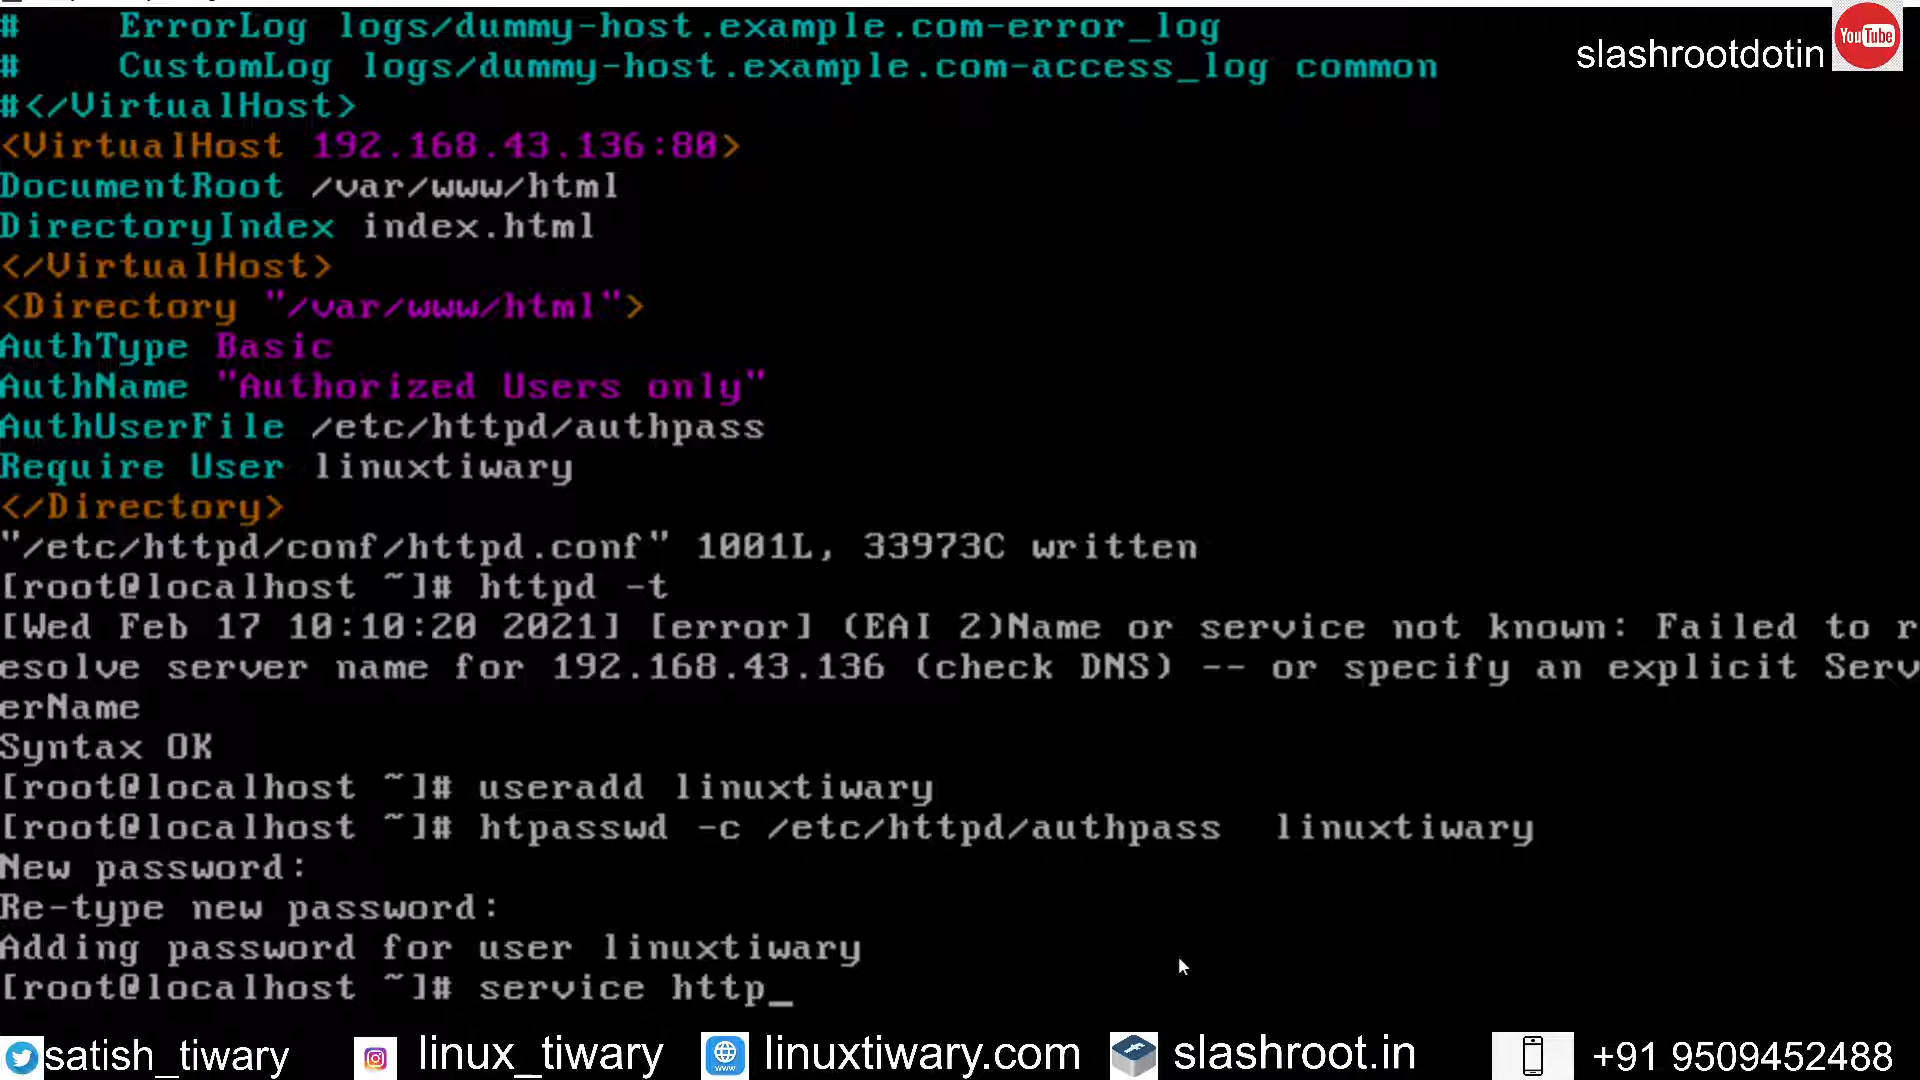 #    ErrorLog logs/dummy-host.example.com-error_log
#    CustomLog logs/dummy-host.example.com-access_log common
#</VirtualHost>
<VirtualHost 192.168.43.136:80>
DocumentRoot /var/www/html
DirectoryIndex index.html
</VirtualHost>
<Directory "/var/www/html">
AuthType Basic
AuthName "Authorized Users only"
AuthUserFile /etc/httpd/authpass
Require User linuxtiwary
</Directory>
"/etc/httpd/conf/httpd.conf" 1001L, 33973C written
[root@localhost ~]# httpd -t
[Wed Feb 17 10:10:20 2021] [error] (EAI 2)Name or service not known: Failed to r
esolve server name for 192.168.43.136 (check DNS) -- or specify an explicit Serv
erName
Syntax OK
[root@localhost ~]# useradd linuxtiwary
[root@localhost ~]# htpasswd -c /etc/httpd/authpass  linuxtiwary
New password:
Re-type new password:
Adding password for user linuxtiwary
[root@localhost ~]# service http_
slashrootdotin
YouTube
satish_tiwary
linux_tiwary
www
linuxtiwary.com
slashroot.in
+91 9509452488